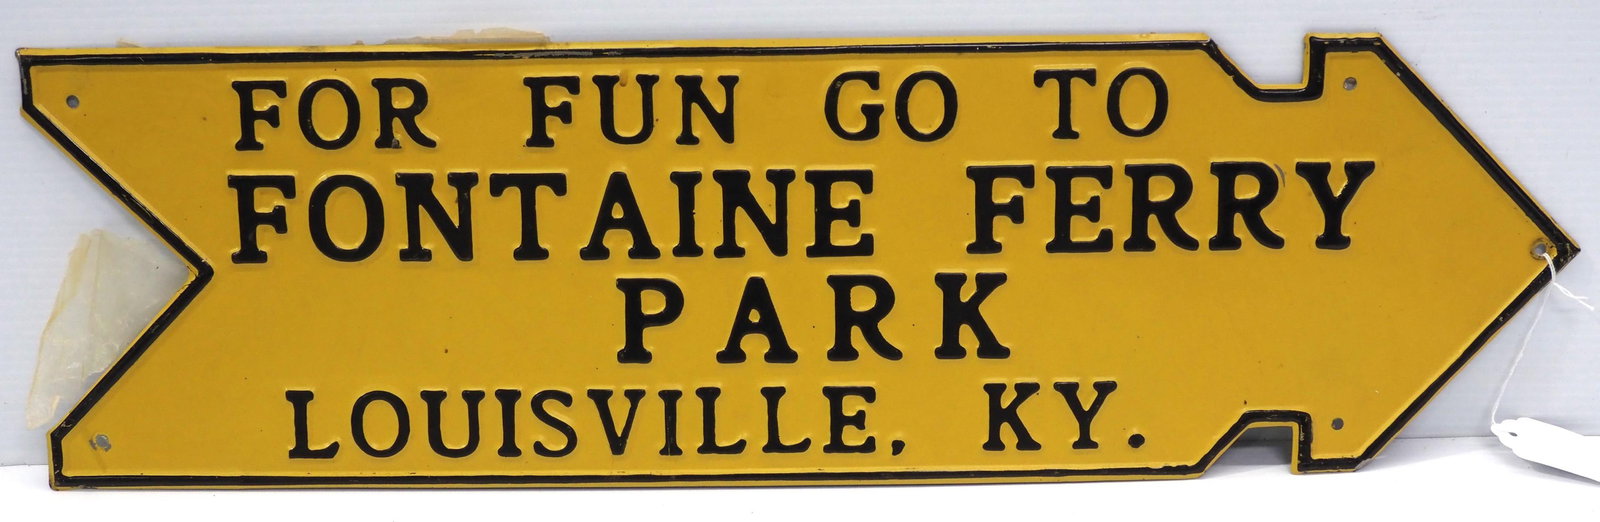 FOR FUN GO TO
FONTAINE FERRY
PARK
LOUISVILLE, KY.